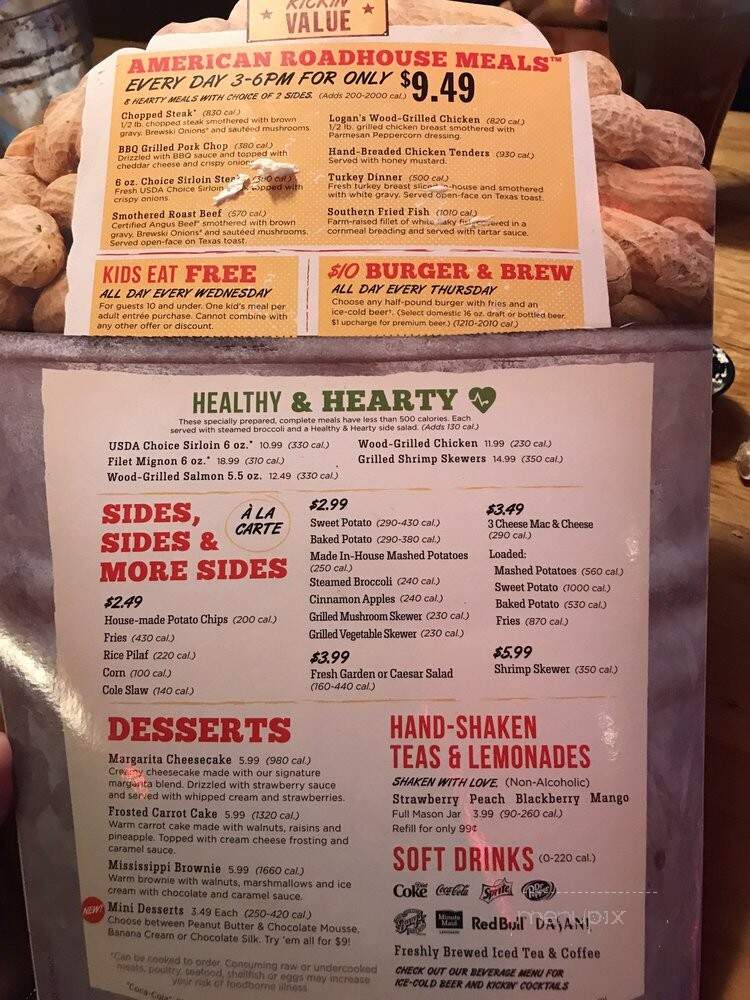 KICKIN'
VALUE
AMERICAN ROADHOUSE MEALS™
EVERY DAY 3-6PM FOR ONLY $9.49
8 HEARTY MEALS WITH CHOICE OF 2 SIDES. (Adds 200-2000 cal.)
Chopped Steak* (830 cal.)
1/2 lb. chopped steak smothered with brown
gravy, Brewski Onions® and sautéed mushrooms.
BBQ Grilled Pork Chop (380 cal.)
Drizzled with BBQ sauce and topped with
cheddar cheese and crispy onions.
6 oz. Choice Sirloin Steak* (380 cal.)
Fresh USDA Choice Sirloin topped with
crispy onions.
Smothered Roast Beef (570 cal.)
Certified Angus Beef® smothered with brown
gravy, Brewski Onions® and sautéed mushrooms.
Served open-face on Texas toast.
Logan's Wood-Grilled Chicken (820 cal.)
1/2 lb. grilled chicken breast smothered with
Parmesan Peppercorn dressing.
Hand-Breaded Chicken Tenders (930 cal.)
Served with honey mustard.
Turkey Dinner (500 cal.)
Fresh turkey breast sliced in-house and smothered
with white gravy. Served open-face on Texas toast.
Southern Fried Fish (1010 cal.)
Farm-raised fillet of white flaky fish covered in a
cornmeal breading and served with tartar sauce.
KIDS EAT FREE
ALL DAY EVERY WEDNESDAY
For guests 10 and under. One kid's meal per
adult entrée purchase. Cannot combine with
any other offer or discount.
$10 BURGER & BREW
ALL DAY EVERY THURSDAY
Choose any half-pound burger with fries and an
ice-cold beer†. (Select domestic 16 oz. draft or bottled beer.
$1 upcharge for premium beer.) (1210-2010 cal.)
HEALTHY & HEARTY
These specially prepared, complete meals have less than 500 calories. Each
served with steamed broccoli and a Healthy & Hearty side salad. (Adds 130 cal.)
USDA Choice Sirloin 6 oz.* 10.99 (330 cal.)
Filet Mignon 6 oz.* 18.99 (310 cal.)
Wood-Grilled Salmon 5.5 oz. 12.49 (330 cal.)
Wood-Grilled Chicken 11.99 (230 cal.)
Grilled Shrimp Skewers 14.99 (350 cal.)
SIDES,
SIDES &
MORE SIDES
À LA
CARTE
$2.49
House-made Potato Chips (200 cal.)
Fries (430 cal.)
Rice Pilaf (220 cal.)
Corn (100 cal.)
Cole Slaw (140 cal.)
$2.99
Sweet Potato (290-430 cal.)
Baked Potato (290-380 cal.)
Made In-House Mashed Potatoes
(250 cal.)
Steamed Broccoli (240 cal.)
Cinnamon Apples (240 cal.)
Grilled Mushroom Skewer (230 cal.)
Grilled Vegetable Skewer (230 cal.)
$3.99
Fresh Garden or Caesar Salad
(160-440 cal.)
$3.49
3 Cheese Mac & Cheese
(290 cal.)
Loaded:
Mashed Potatoes (560 cal.)
Sweet Potato (1000 cal.)
Baked Potato (530 cal.)
Fries (870 cal.)
$5.99
Shrimp Skewer (350 cal.)
DESSERTS
Margarita Cheesecake 5.99 (980 cal.)
Creamy cheesecake made with our signature
margarita blend. Drizzled with strawberry sauce
and served with whipped cream and strawberries.
Frosted Carrot Cake 5.99 (1320 cal.)
Warm carrot cake made with walnuts, raisins and
pineapple. Topped with cream cheese frosting and
caramel sauce.
Mississippi Brownie 5.99 (1660 cal.)
Warm brownie with walnuts, marshmallows and ice
cream with chocolate and caramel sauce.
NEW!
Mini Desserts 3.49 Each (250-420 cal.)
Choose between Peanut Butter & Chocolate Mousse,
Banana Cream or Chocolate Silk. Try 'em all for $9!
*Can be cooked to order. Consuming raw or undercooked
meats, poultry, seafood, shellfish or eggs may increase
your risk of foodborne illness.
"Coca-Cola"
HAND-SHAKEN
TEAS & LEMONADES
SHAKEN WITH LOVE. (Non-Alcoholic)
Strawberry Peach Blackberry Mango
Full Mason Jar 3.99 (90-260 cal.)
Refill for only 99¢
SOFT DRINKS (0-220 cal.)
Diet Coke Coca-Cola Sprite Dr Pepper
Minute Maid LEMONADE Red Bull DASANI
menupix
Freshly Brewed Iced Tea & Coffee
CHECK OUT OUR BEVERAGE MENU FOR
ICE-COLD BEER AND KICKIN' COCKTAILS